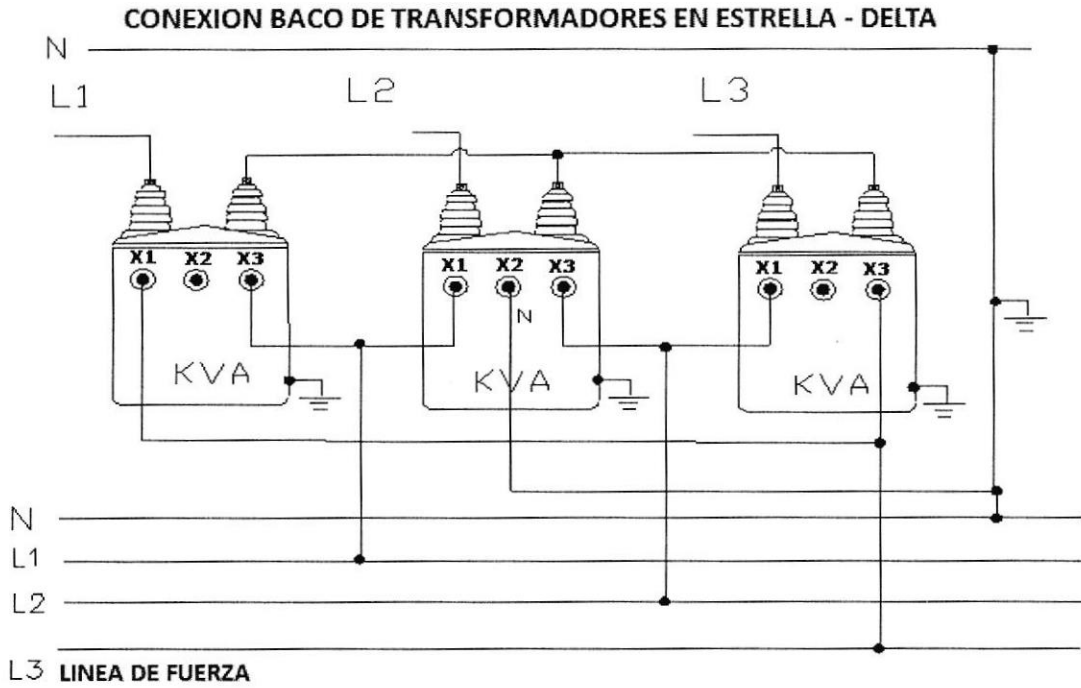 CONEXION BACO DE TRANSFORMADORES EN ESTRELLA - DELTA
N
L1 L2 L3
X1 X2 X3 X1 X2 X3 X1 X2 X3
N
KVA KVA KVA
N
L1
L2
L3 LINEA DE FUERZA